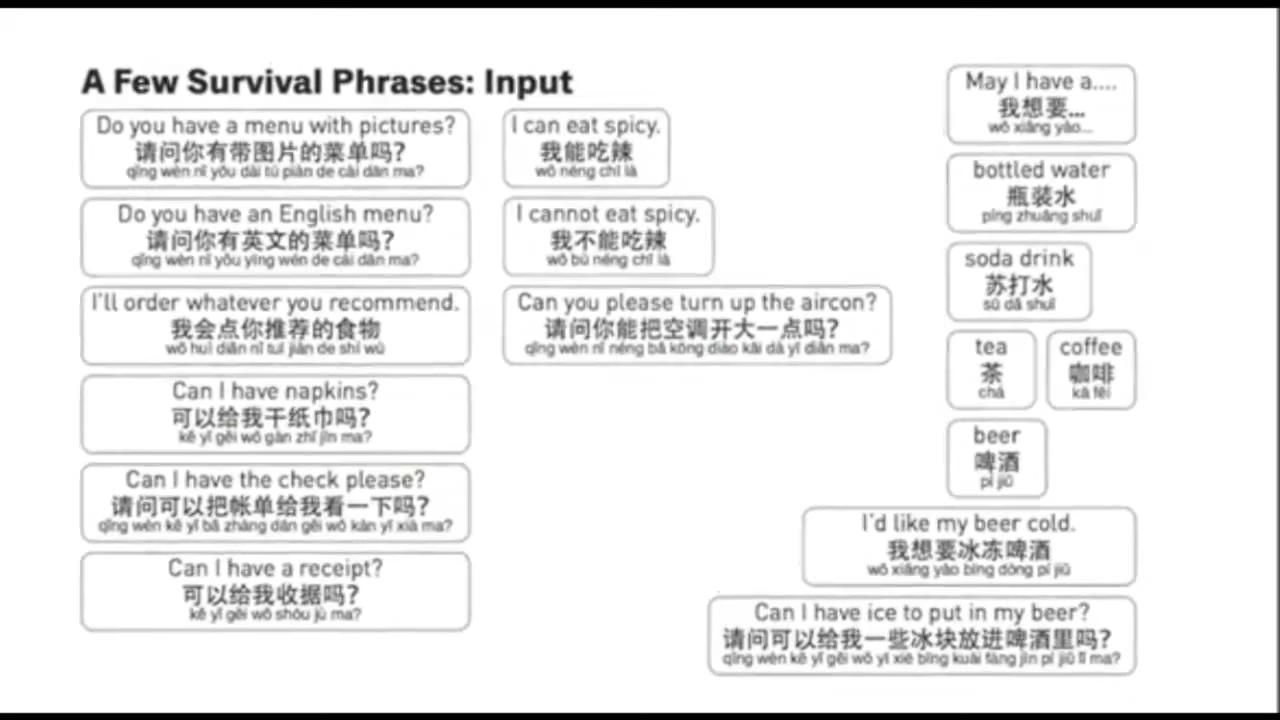 A Few Survival Phrases: Input
Do you have a menu with pictures?
请问你有带图片的菜单吗?
qǐng wèn nǐ yǒu dài tú piàn de cài dān ma?
Do you have an English menu?
请问你有英文的菜单吗?
qǐng wèn nǐ yǒu yīng wén de cài dān ma?
I'll order whatever you recommend.
我会点你推荐的食物
wǒ huì diǎn nǐ tuī jiàn de shí wù
Can I have napkins?
可以给我干纸巾吗?
kě yǐ gěi wǒ gàn zhǐ jīn ma?
Can I have the check please?
请问可以把帐单给我看一下吗?
qǐng wèn kě yǐ bǎ zhàng dān gěi wǒ kàn yī xià ma?
Can I have a receipt?
可以给我收据吗?
kě yǐ gěi wǒ shōu jù ma?
I can eat spicy.
我能吃辣
wǒ néng chī là
I cannot eat spicy.
我不能吃辣
wǒ bù néng chī là
Can you please turn up the aircon?
请问你能把空调开大一点吗?
qǐng wèn nǐ néng bǎ kōng diào kāi dà yī diǎn ma?
May I have a....
我想要...
wǒ xiǎng yào...
bottled water
瓶装水
píng zhuāng shuǐ
soda drink
苏打水
sū dǎ shuǐ
tea
茶
chá
coffee
咖啡
kā fēi
beer
啤酒
pí jiǔ
I'd like my beer cold.
我想要冰冻啤酒
wǒ xiǎng yào bīng dòng pí jiǔ
Can I have ice to put in my beer?
请问可以给我一些冰块放进啤酒里吗?
qǐng wèn kě yǐ gěi wǒ yī xiē bīng kuài fàng jìn pí jiǔ lǐ ma?